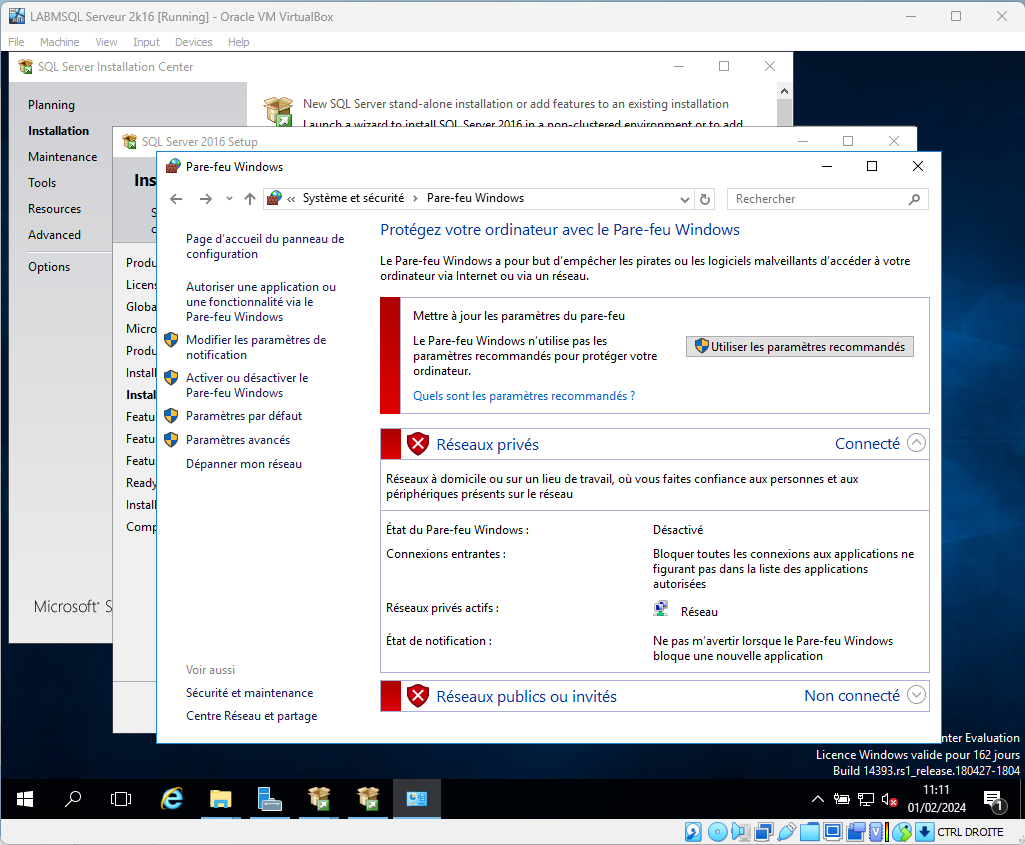 LABMSQL Serveur 2k16 [Running] - Oracle VM VirtualBox
File Machine View Input Devices Help
SQL Server Installation Center
Planning
Installation
Maintenance
Tools
Resources
Advanced
Options
Microsoft® S
New SQL Server stand-alone installation or add features to an existing installation
Launch a wizard to install SQL Server 2016 in a non-clustered environment or to add
SQL Server 2016 Setup
Ins
Produ
Licens
Globa
Micro
Produ
Install
Instal
Featu
Featu
Featu
Ready
Install
Comp
Pare-feu Windows
« Système et sécurité > Pare-feu Windows
Rechercher
Page d'accueil du panneau de
configuration
Autoriser une application ou
une fonctionnalité via le
Pare-feu Windows
Modifier les paramètres de
notification
Activer ou désactiver le
Pare-feu Windows
Paramètres par défaut
Paramètres avancés
Dépanner mon réseau
Voir aussi
Sécurité et maintenance
Centre Réseau et partage
Protégez votre ordinateur avec le Pare-feu Windows
Le Pare-feu Windows a pour but d'empêcher les pirates ou les logiciels malveillants d'accéder à votre
ordinateur via Internet ou via un réseau.
Mettre à jour les paramètres du pare-feu
Le Pare-feu Windows n'utilise pas les
paramètres recommandés pour protéger votre
ordinateur.
Utiliser les paramètres recommandés
Quels sont les paramètres recommandés ?
Réseaux privés
Connecté
Réseaux à domicile ou sur un lieu de travail, où vous faites confiance aux personnes et aux
périphériques présents sur le réseau
État du Pare-feu Windows :
Désactivé
Connexions entrantes :
Bloquer toutes les connexions aux applications ne
figurant pas dans la liste des applications
autorisées
Réseaux privés actifs :
Réseau
État de notification :
Ne pas m'avertir lorsque le Pare-feu Windows
bloque une nouvelle application
Réseaux publics ou invités
Non connecté
nter Evaluation
Licence Windows valide pour 162 jours
Build 14393.rs1_release.180427-1804
11:11
01/02/2024
1
CTRL DROITE